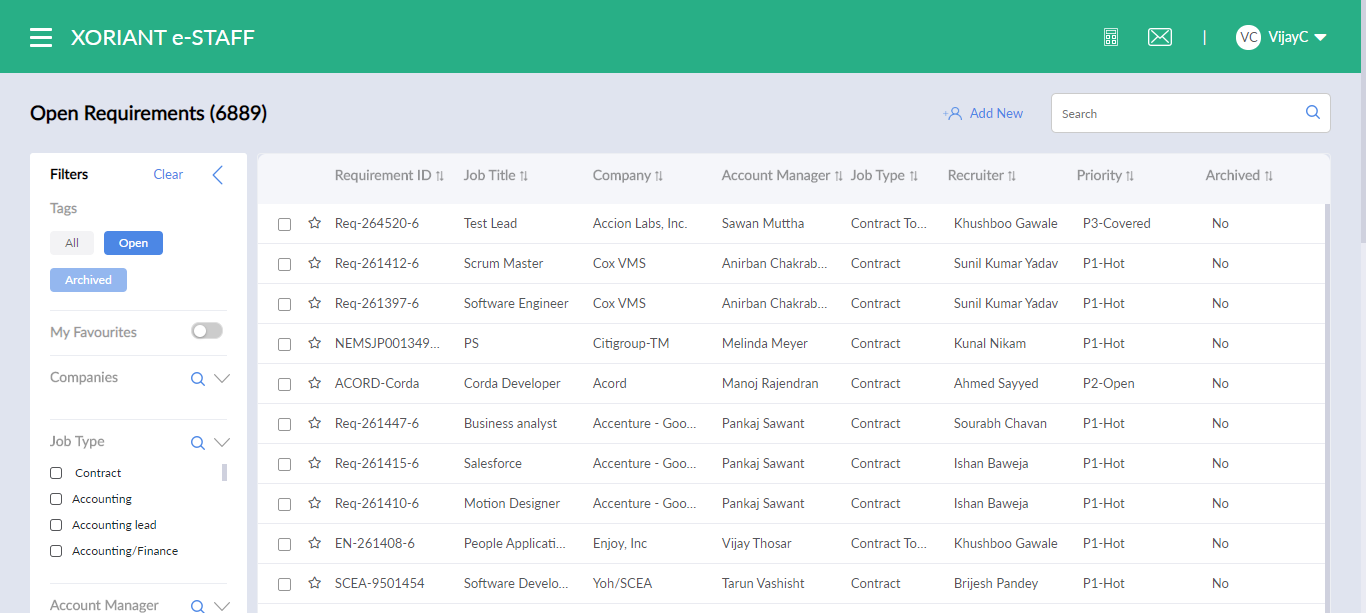 XORIANT e-STAFF
VC VijayC
Open Requirements (6889)
Add New
Search
Filters Clear
Tags
All Open
Archived
My Favourites
Companies
Job Type
Contract
Accounting
Accounting lead
Accounting/Finance
Account Manager
Requirement ID Job Title Company Account Manager Job Type Recruiter Priority Archived
Req-264520-6 Test Lead Accion Labs, Inc. Sawan Muttha Contract To... Khushboo Gawale P3-Covered No
Req-261412-6 Scrum Master Cox VMS Anirban Chakrab... Contract Sunil Kumar Yadav P1-Hot No
Req-261397-6 Software Engineer Cox VMS Anirban Chakrab... Contract Sunil Kumar Yadav P1-Hot No
NEMSJP001349... PS Citigroup-TM Melinda Meyer Contract Kunal Nikam P1-Hot No
ACORD-Corda Corda Developer Acord Manoj Rajendran Contract Ahmed Sayyed P2-Open No
Req-261447-6 Business analyst Accenture - Goo... Pankaj Sawant Contract Sourabh Chavan P1-Hot No
Req-261415-6 Salesforce Accenture - Goo... Pankaj Sawant Contract Ishan Baweja P1-Hot No
Req-261410-6 Motion Designer Accenture - Goo... Pankaj Sawant Contract Ishan Baweja P1-Hot No
EN-261408-6 People Applicati... Enjoy, Inc Vijay Thosar Contract To... Khushboo Gawale P1-Hot No
SCEA-9501454 Software Develo... Yoh/SCEA Tarun Vashisht Contract Brijesh Pandey P1-Hot No